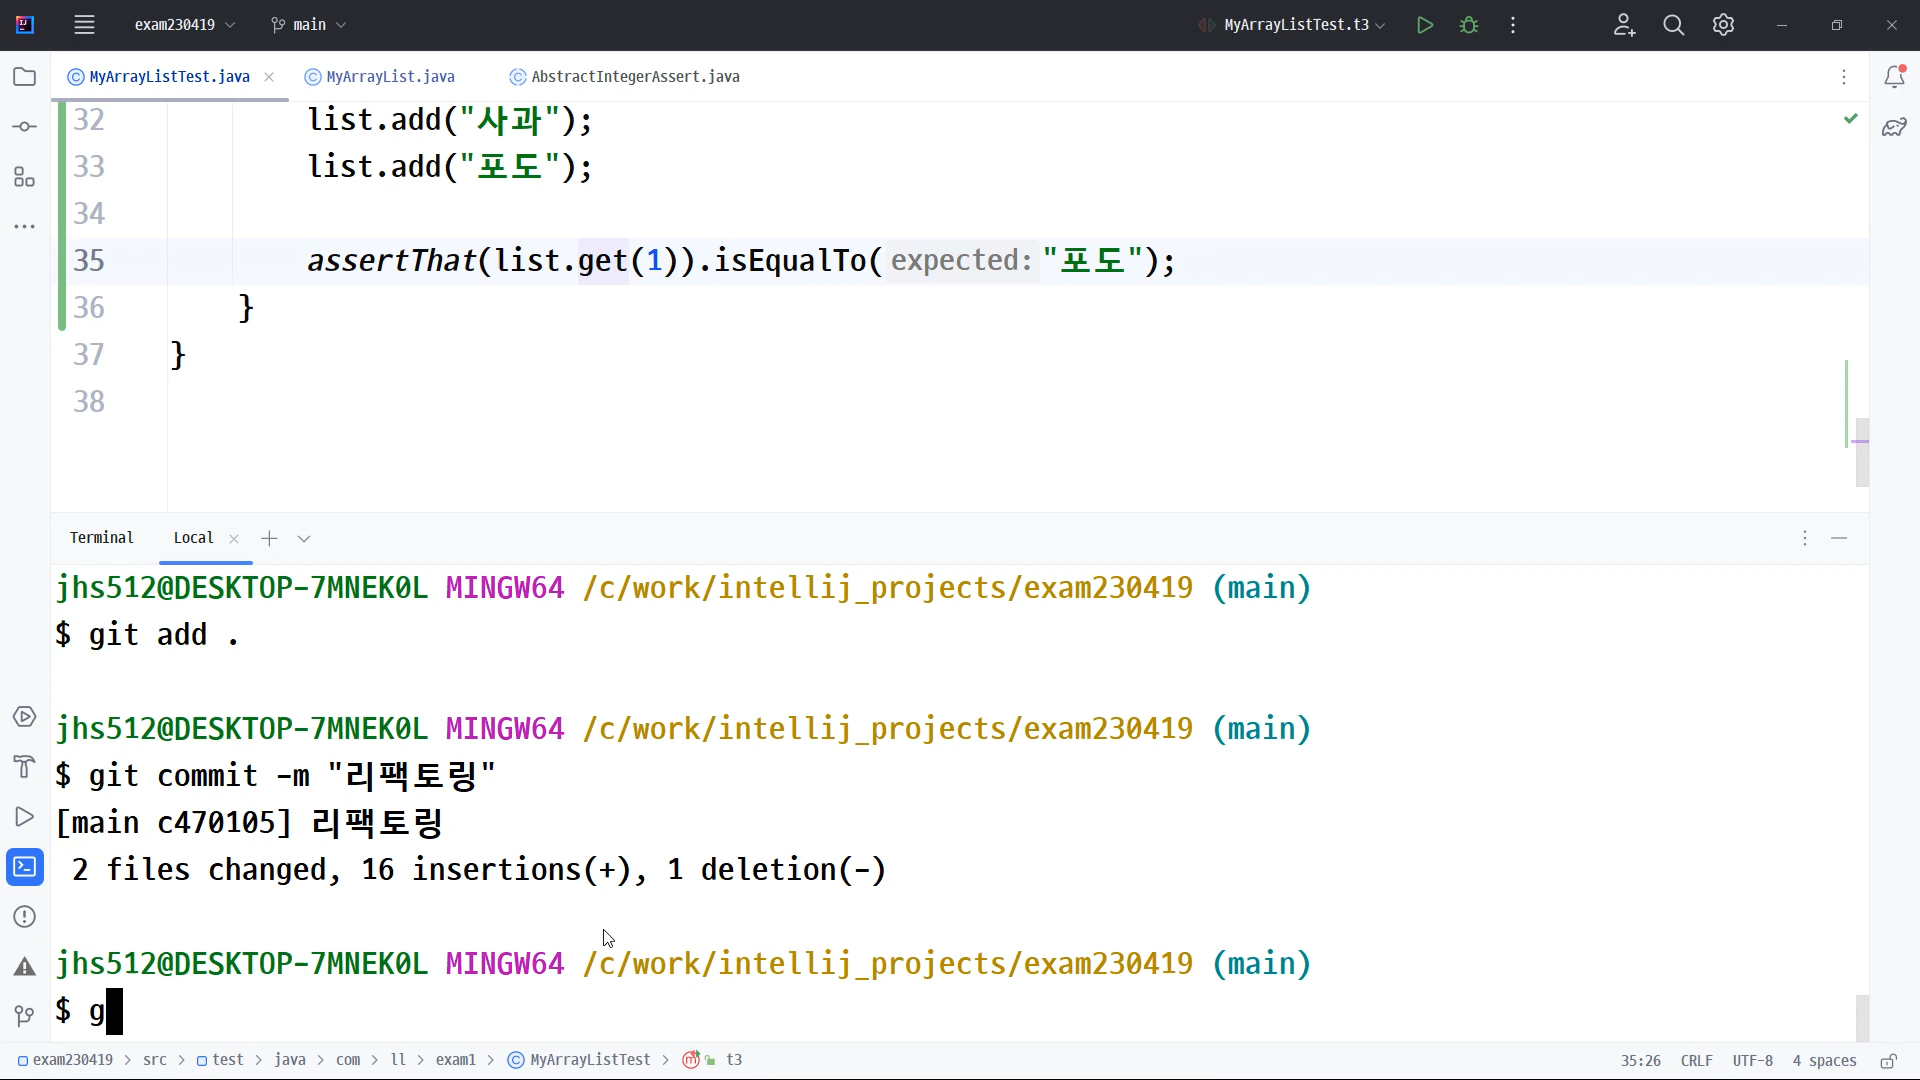 exam230419
main
MyArrayListTest.t3
MyArrayListTest.java
MyArrayList.java
AbstractIntegerAssert.java
32 list.add("사과");
33 list.add("포도");
34
35 assertThat(list.get(1)).isEqualTo( expected: "포도");
36 }
37 }
38
Terminal Local
jhs512@DESKTOP-7MNEK0L MINGW64 /c/work/intellij_projects/exam230419 (main)
$ git add .
jhs512@DESKTOP-7MNEK0L MINGW64 /c/work/intellij_projects/exam230419 (main)
$ git commit -m "리팩토링"
[main c470105] 리팩토링
2 files changed, 16 insertions(+), 1 deletion(-)
jhs512@DESKTOP-7MNEK0L MINGW64 /c/work/intellij_projects/exam230419 (main)
$ g
exam230419 > src > test > java > com > ll > exam1 > MyArrayListTest > t3
35:26 CRLF UTF-8 4 spaces